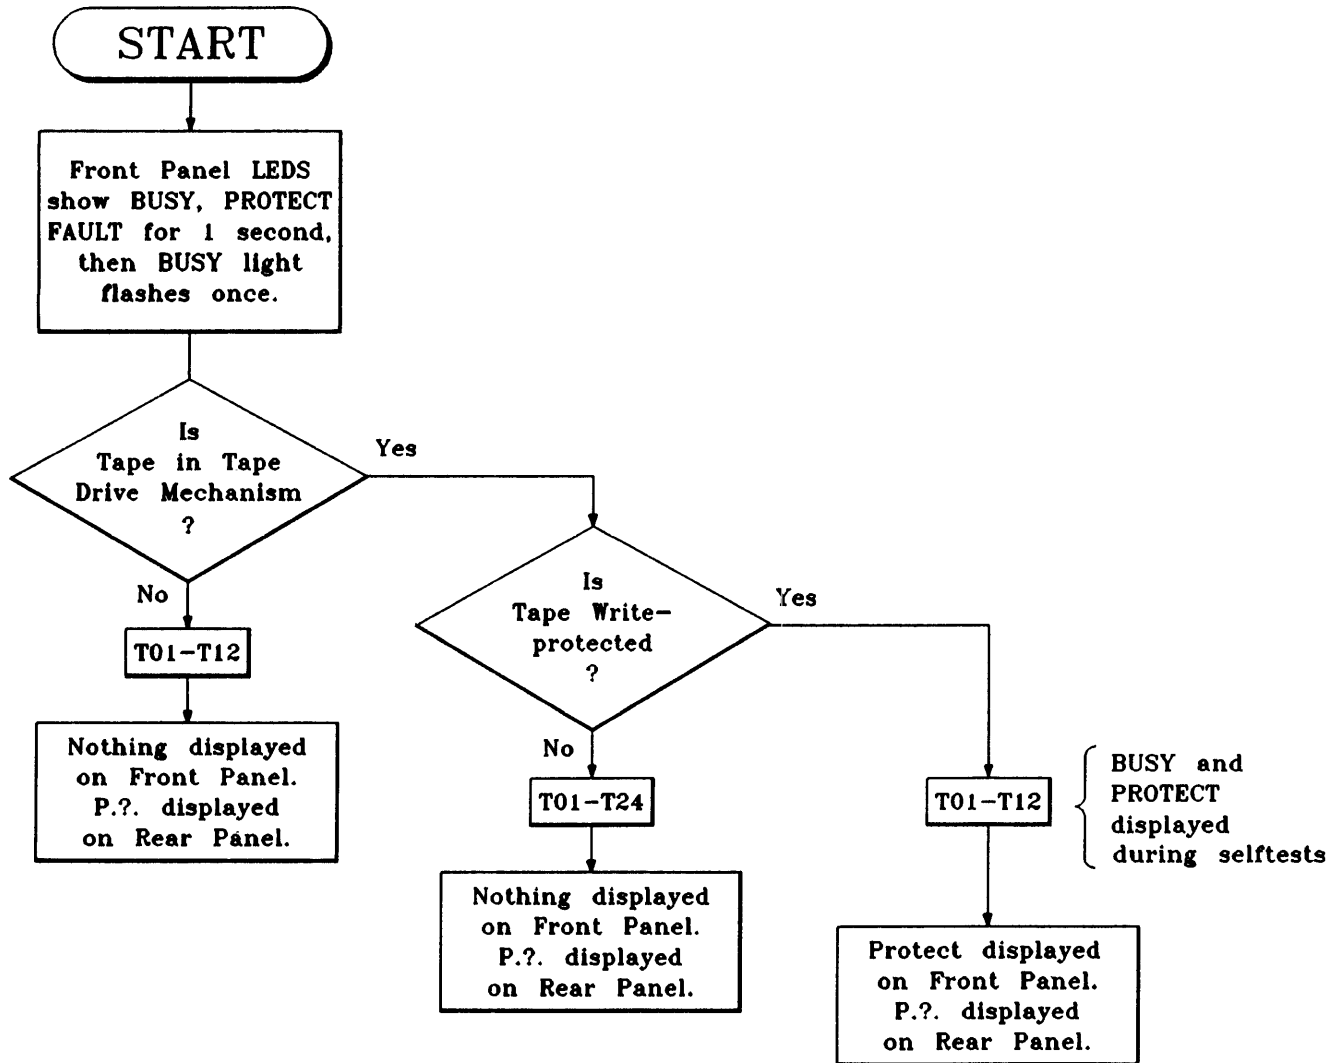 START
Front Panel LEDS
show BUSY, PROTECT
FAULT for 1 second,
then BUSY light
flashes once.
Is
Tape in Tape
Drive Mechanism
?
Yes
No
T01-T12
Nothing displayed
on Front Panel.
P.?. displayed
on Rear Panel.
Is
Tape Write-
protected
?
Yes
No
T01-T24
Nothing displayed
on Front Panel.
P.?. displayed
on Rear Panel.
T01-T12
BUSY and
PROTECT
displayed
during selftests
Protect displayed
on Front Panel.
P.?. displayed
on Rear Panel.